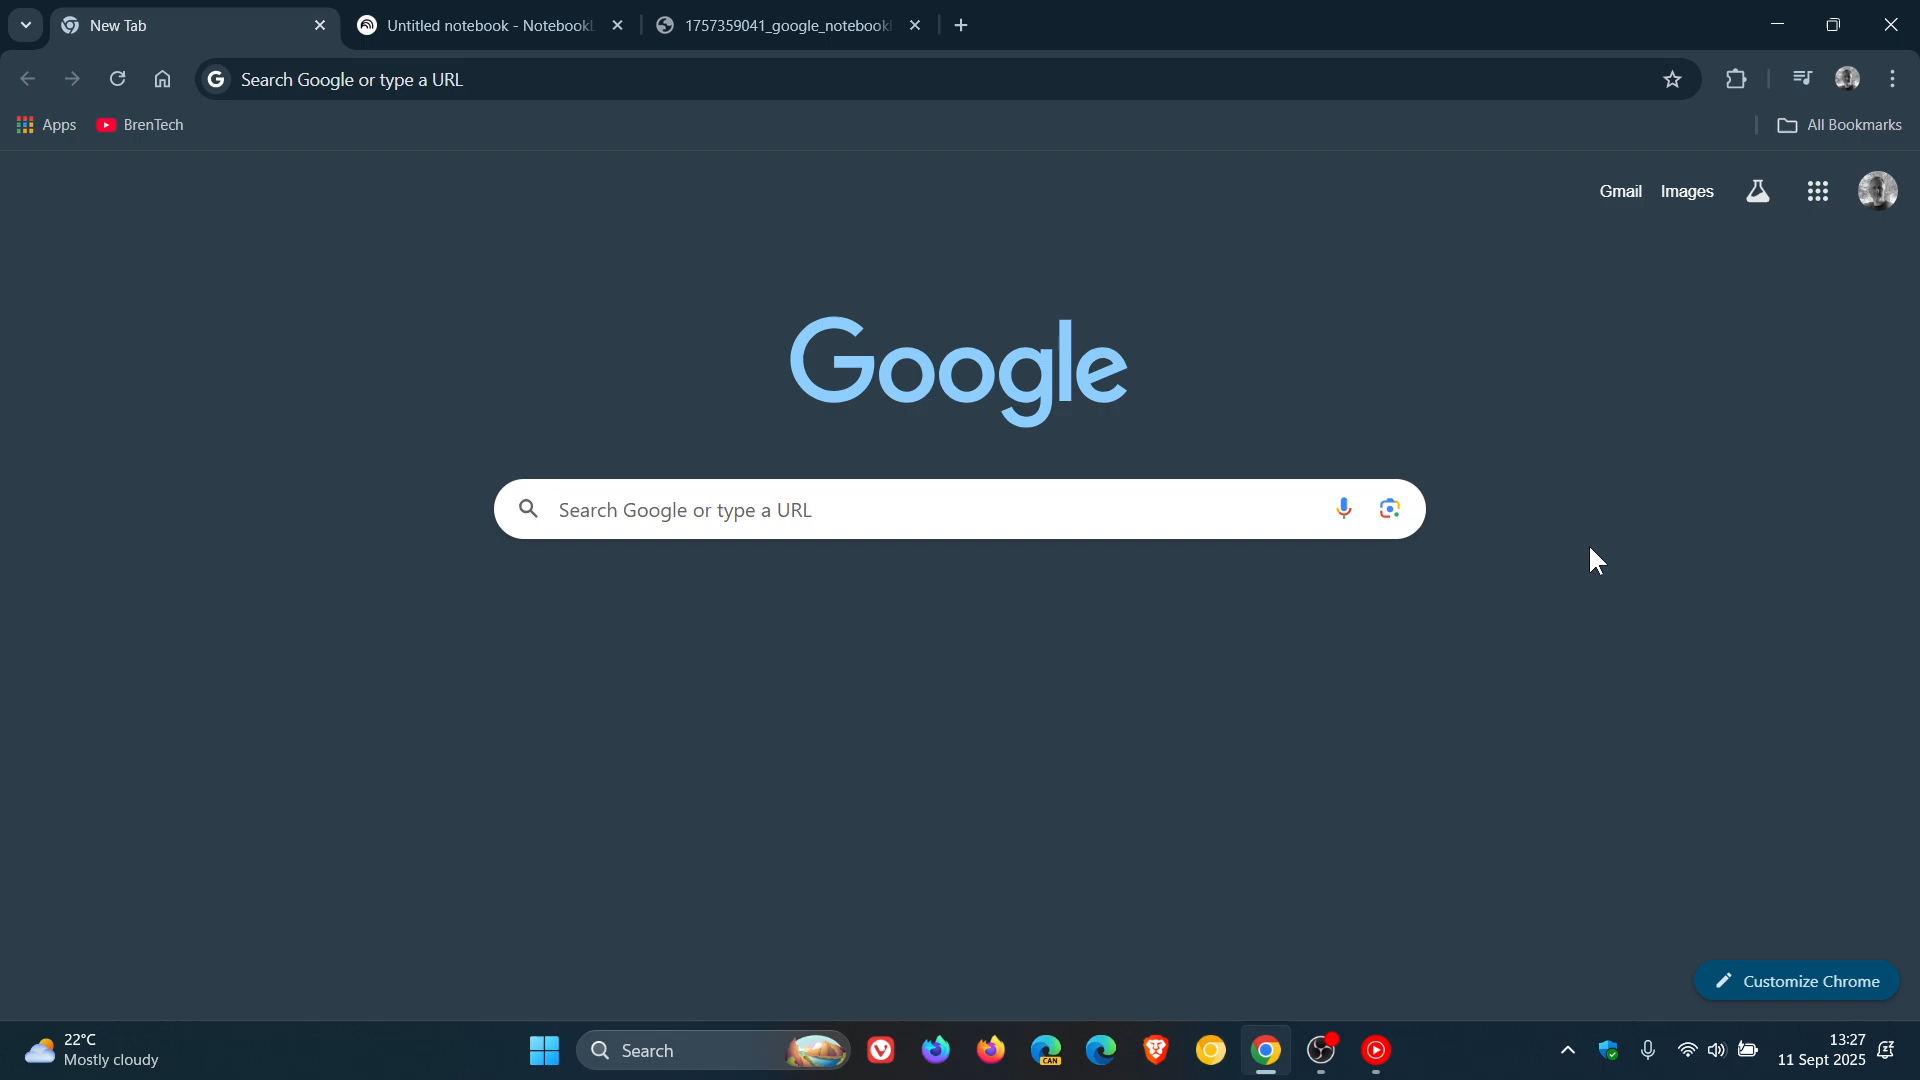 New Tab
Untitled notebook - NotebookL
1757359041_google_notebookl
Search Google or type a URL
Apps
BrenTech
All Bookmarks
Gmail
Images
Google
Search Google or type a URL
Customize Chrome
22°C
Mostly cloudy
Search
CAN
13:27
11 Sept 2025